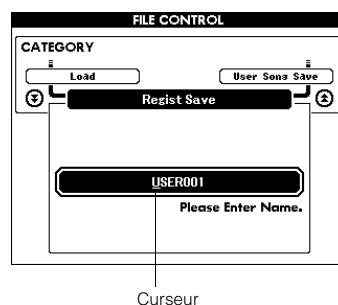 FILE CONTROL
CATEGORY
Load
User Song Save
Regist Save
USER001
Please Enter Name.
Curseur